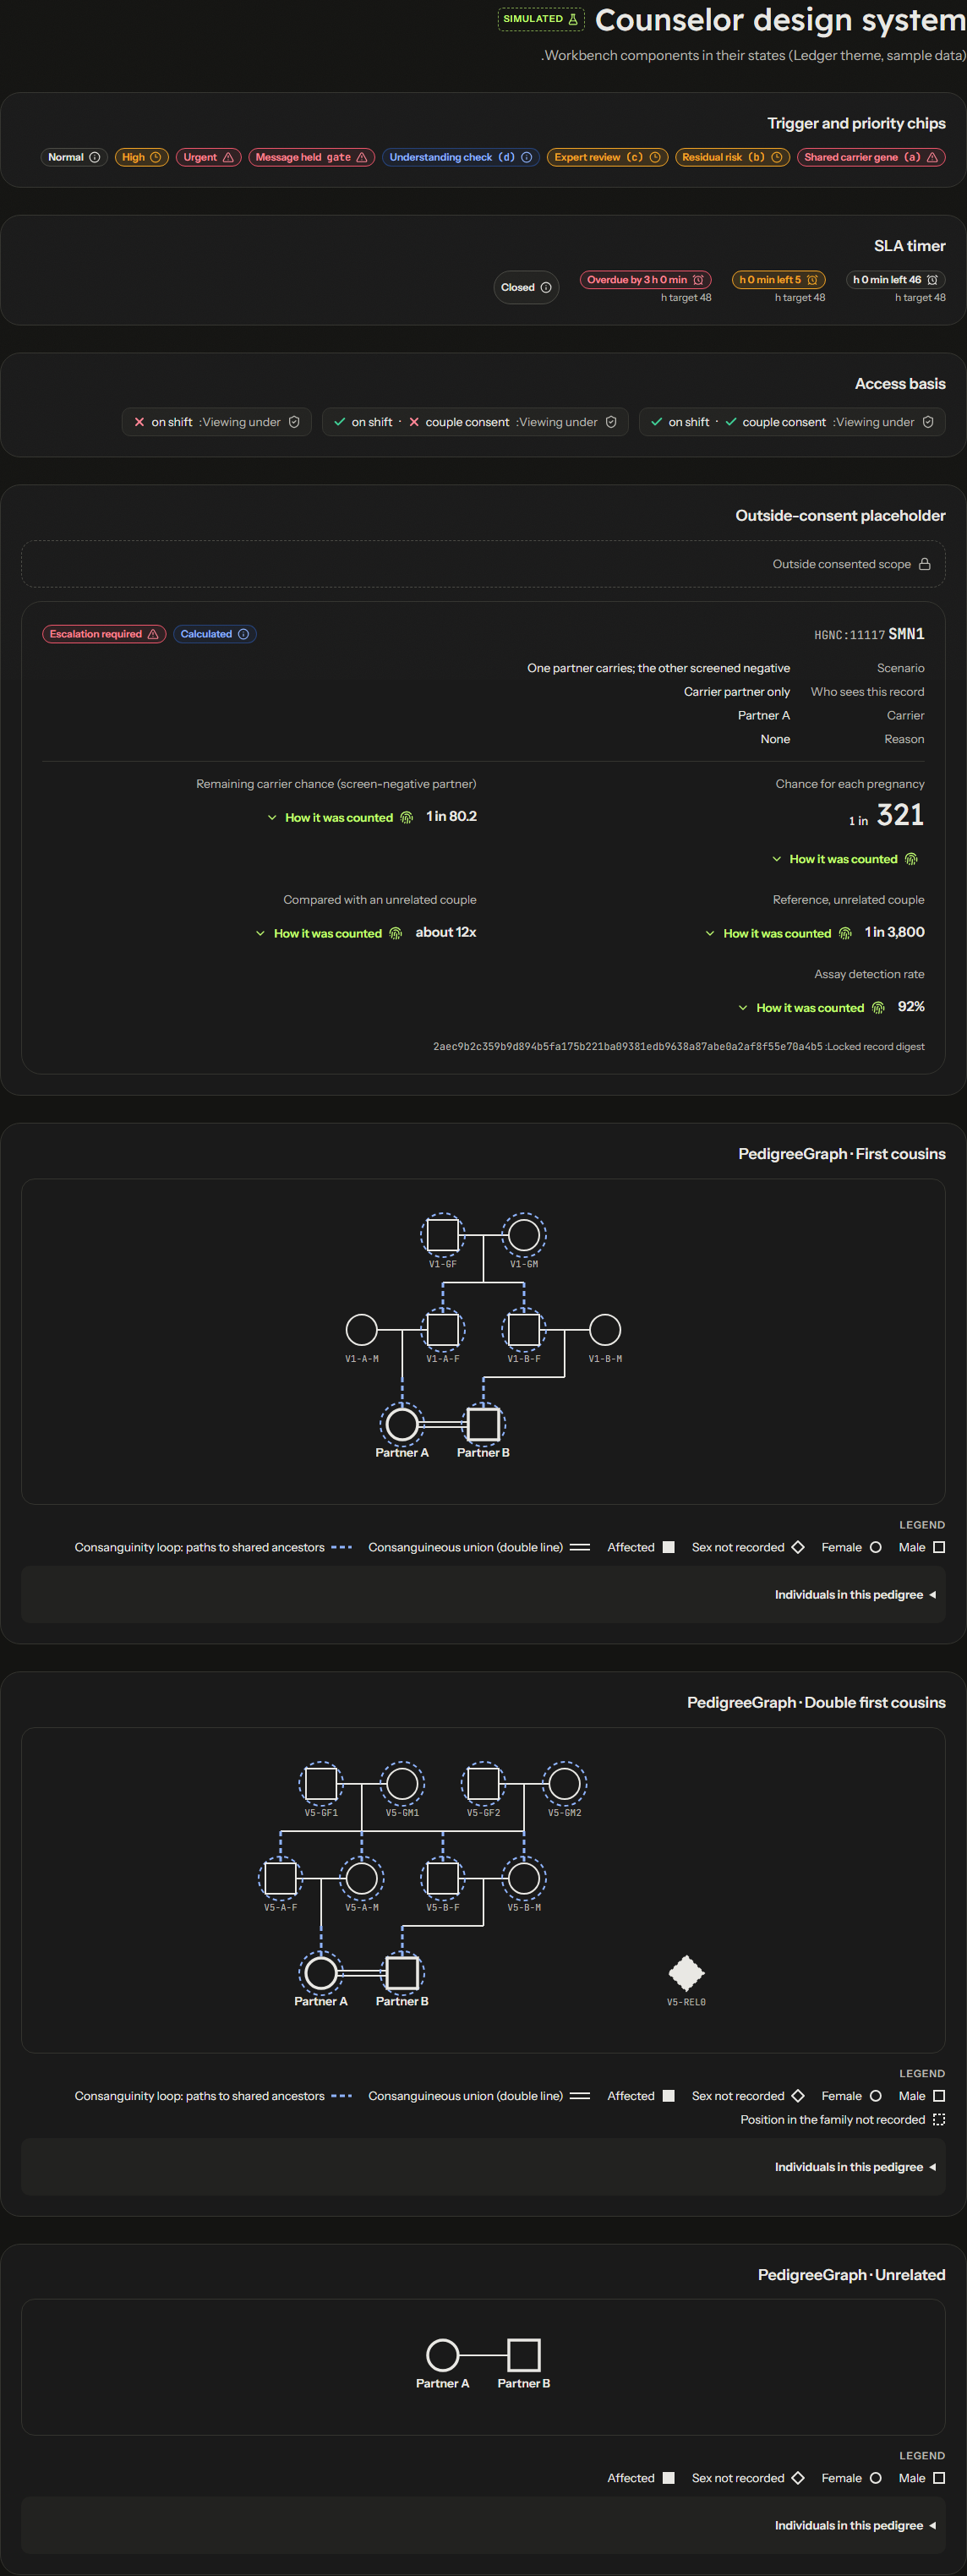 Counselor design system SIMULATED
.Workbench components in their states (Ledger theme, sample data)
Trigger and priority chips
Shared carrier gene (a) Residual risk (b) Expert review (c) Understanding check (d) Message held gate Urgent High Normal
SLA timer
h 0 min left 46 h 0 min left 5 Overdue by 3 h 0 min Closed
h target 48 h target 48 h target 48
Access basis
:Viewing under couple consent · on shift :Viewing under couple consent · on shift :Viewing under on shift
Outside-consent placeholder
Outside consented scope
HGNC:11117 SMN1 Calculated Escalation required
Scenario One partner carries; the other screened negative
Who sees this record Carrier partner only
Carrier Partner A
Reason None
Chance for each pregnancy Remaining carrier chance (screen-negative partner)
1 in 321 1 in 80.2 How it was counted
How it was counted
Reference, unrelated couple Compared with an unrelated couple
1 in 3,800 How it was counted about 12x How it was counted
Assay detection rate
92% How it was counted
2aec9b2c359b9d894b5fa175b221ba09381edb9638a87abe0a2af8f55e70a4b5 :Locked record digest
PedigreeGraph · First cousins
V1-GF V1-GM
V1-A-M V1-A-F V1-B-F V1-B-M
Partner A Partner B
LEGEND
Male Female Sex not recorded Affected Consanguineous union (double line) Consanguinity loop: paths to shared ancestors
Individuals in this pedigree
PedigreeGraph · Double first cousins
V5-GF1 V5-GM1 V5-GF2 V5-GM2
V5-A-F V5-A-M V5-B-F V5-B-M
Partner A Partner B V5-REL0
LEGEND
Male Female Sex not recorded Affected Consanguineous union (double line) Consanguinity loop: paths to shared ancestors
Position in the family not recorded
Individuals in this pedigree
PedigreeGraph · Unrelated
Partner A Partner B
LEGEND
Male Female Sex not recorded Affected
Individuals in this pedigree